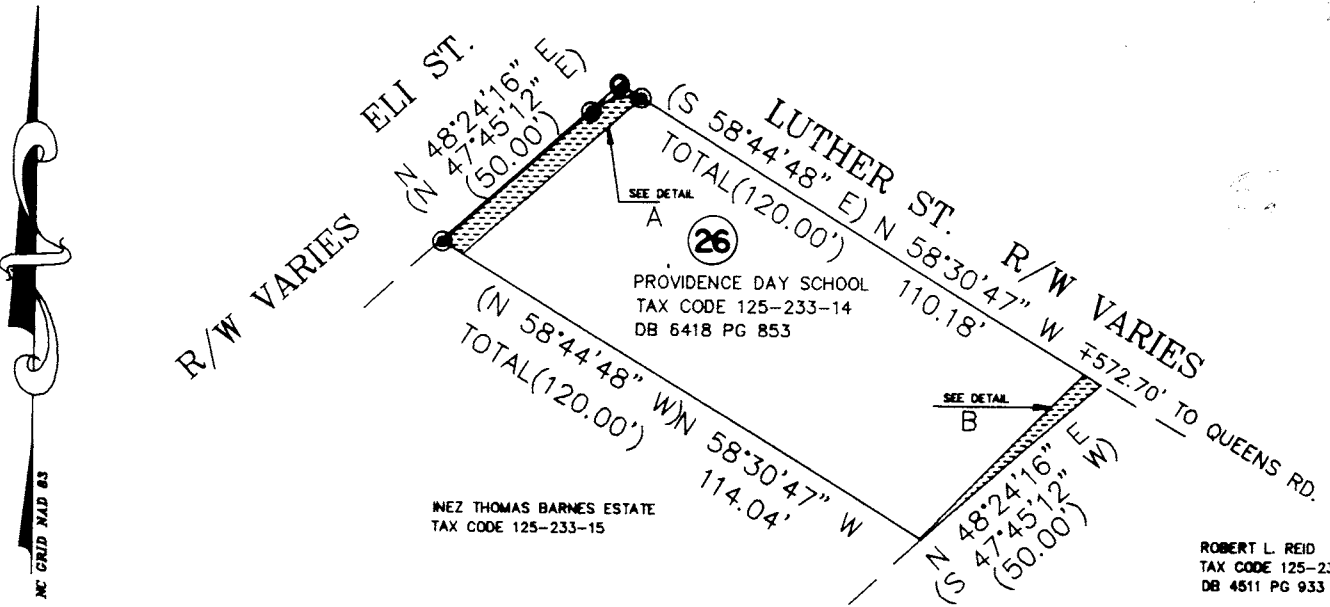 ELI ST.
N 48°24'16" E
(N 47°45'12" E)
(50.00')
R/W VARIES
LUTHER ST. R/W VARIES
(S 58°44'48" E) N 58°30'47" W
TOTAL(120.00')
110.18'
∓572.70' TO QUEENS RD.
SEE DETAIL
A
26
PROVIDENCE DAY SCHOOL
TAX CODE 125-233-14
DB 6418 PG 853
(N 58°44'48" W)N 58°30'47" W
TOTAL(120.00')
114.04'
SEE DETAIL
B
N 48°24'16" E
(S 47°45'12" W)
(50.00')
INEZ THOMAS BARNES ESTATE
TAX CODE 125-233-15
ROBERT L. REID
TAX CODE 125-23
DB 4511 PG 933
NC GRID NAD 83